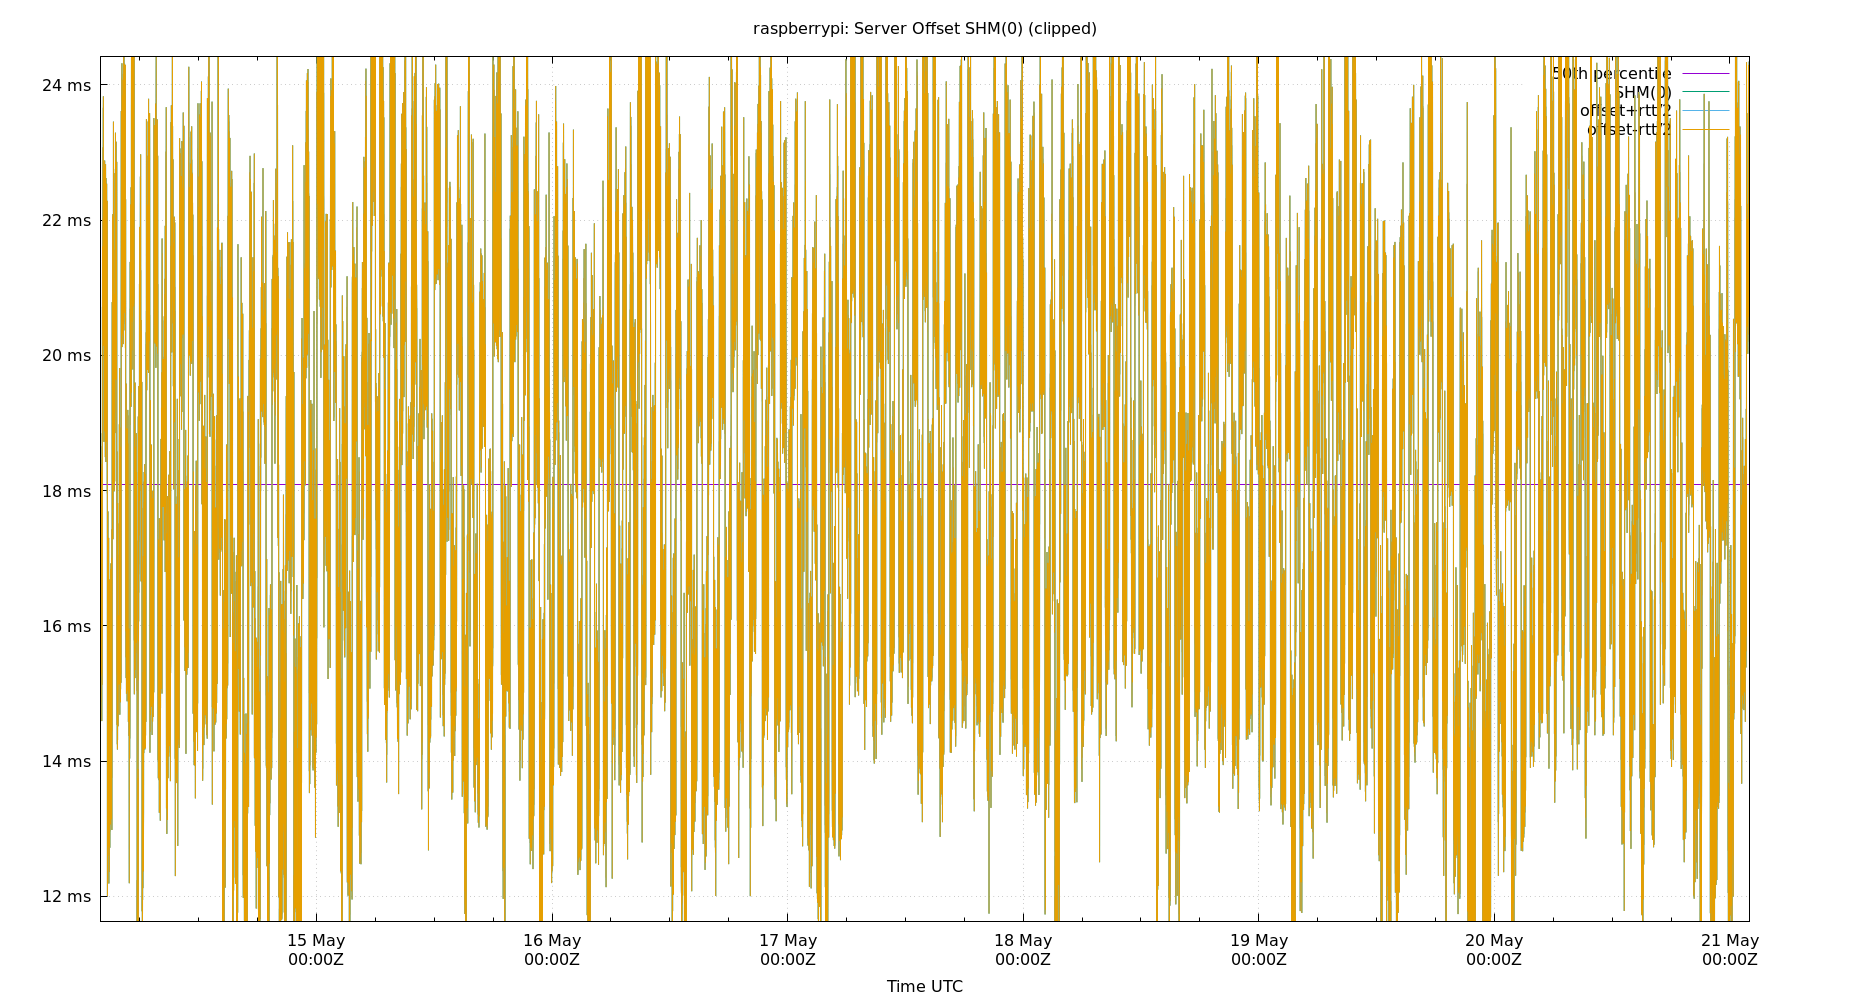 raspberrypi: Server Offset SHM(0) (clipped)
50th percentile
SHM(0)
offset+rtt/2
offset-rtt/2
24 ms
22 ms
20 ms
18 ms
16 ms
14 ms
12 ms
15 May 16 May 17 May 18 May 19 May 20 May 21 May
00:00Z 00:00Z 00:00Z 00:00Z 00:00Z 00:00Z 00:00Z
Time UTC